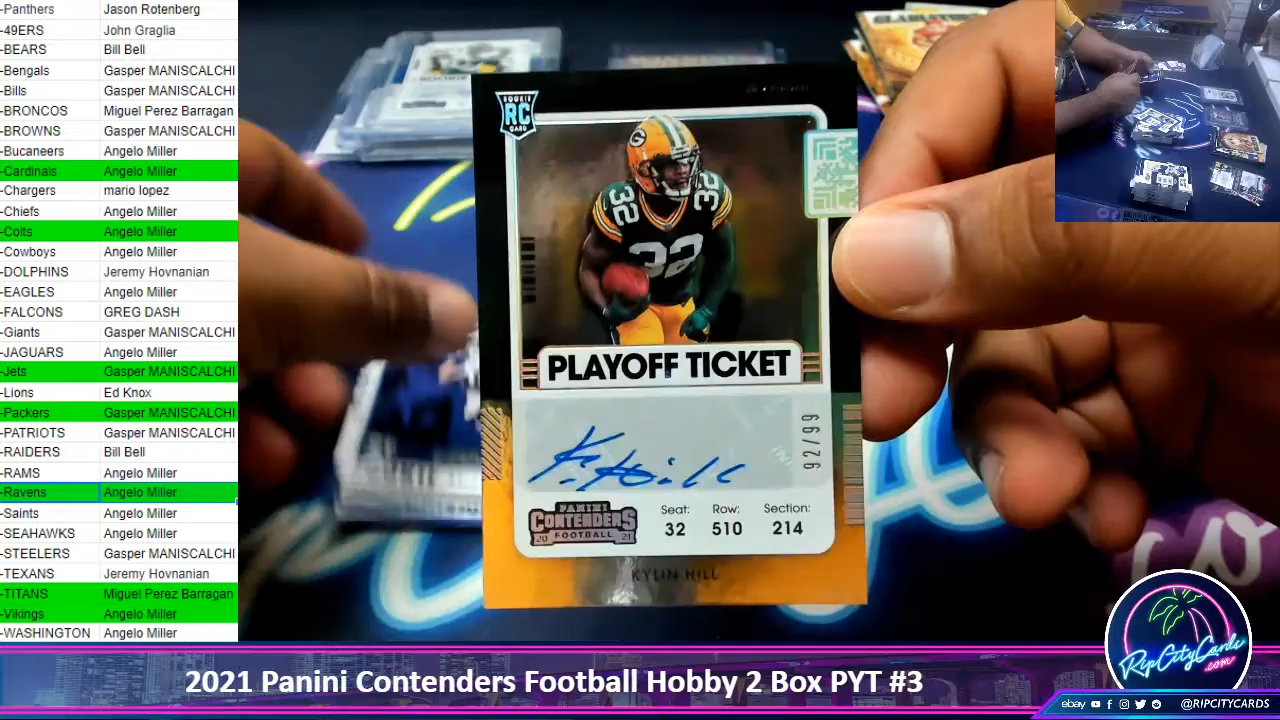 -Panthers Jason Rotenberg
-49ERS John Graglia
-BEARS Bill Bell
-Bengals Gasper MANISCALCHI
-Bills Gasper MANISCALCHI
-BRONCOS Miguel Perez Barragan
-BROWNS Gasper MANISCALCHI
-Bucaneers Angelo Miller
-Cardinals Angelo Miller
-Chargers mario lopez
-Chiefs Angelo Miller
-Colts Angelo Miller
-Cowboys Angelo Miller
-DOLPHINS Jeremy Hovnanian
-EAGLES Angelo Miller
-FALCONS GREG DASH
-Giants Gasper MANISCALCHI
-JAGUARS Angelo Miller
-Jets Gasper MANISCALCHI
-Lions Ed Knox
-Packers Gasper MANISCALCHI
-PATRIOTS Gasper MANISCALCHI
-RAIDERS Bill Bell
-RAMS Angelo Miller
-Ravens Angelo Miller
-Saints Angelo Miller
-SEAHAWKS Angelo Miller
-STEELERS Gasper MANISCALCHI
-TEXANS Jeremy Hovnanian
-TITANS Miguel Perez Barragan
-Vikings Angelo Miller
-WASHINGTON Angelo Miller
ROOKIE
RC
CARD
G
32 32
32
PLAYOFF TICKET
K. Hill
92/99
PANINI
CONTENDERS
20 FOOTBALL 21
Seat: Row: Section:
32 510 214
KYLIN HILL
RipCityCards
.com
2021 Panini Contenders Football Hobby 2 Box PYT #3
ebay @RIPCITYCARDS